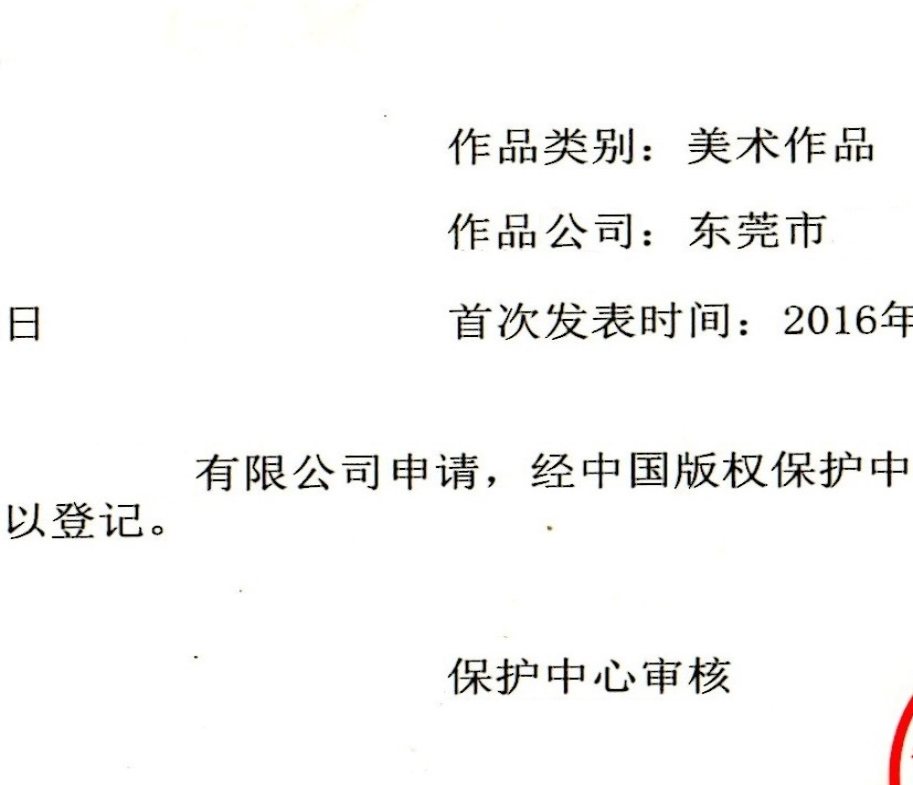 作品类别：美术作品
作品公司：东莞市
日 首次发表时间：2016年
有限公司申请，经中国版权保护中
以登记。
保护中心审核